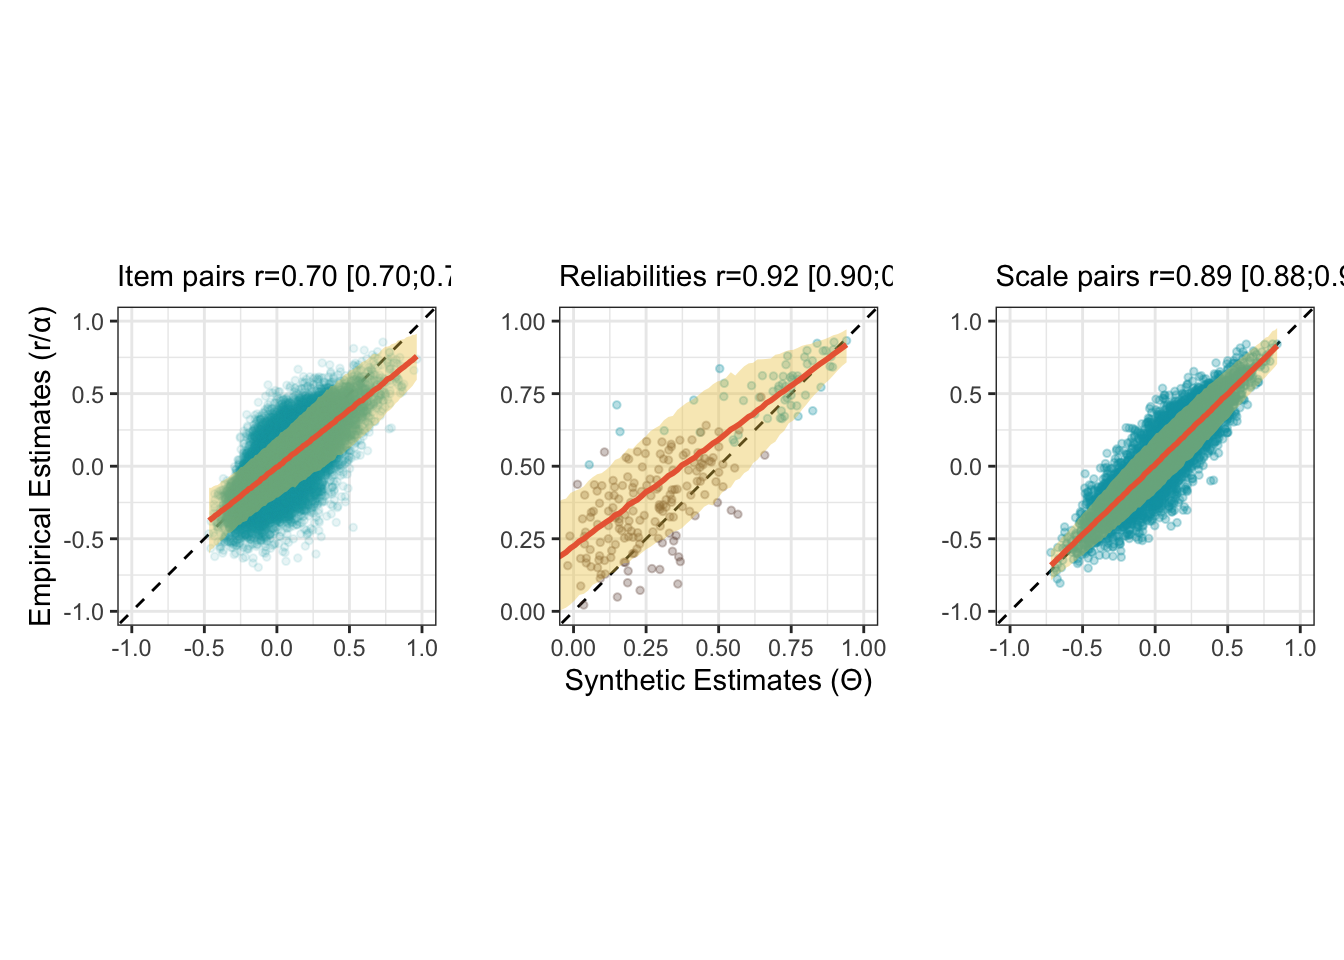 Item pairs r=0.70 [0.70;0.7
Reliabilities r=0.92 [0.90;0
Scale pairs r=0.89 [0.88;0.9
Empirical Estimates (r/α)
1.0
0.5
0.0
-0.5
-1.0
-1.0 -0.5 0.0 0.5 1.0
1.00
0.75
0.50
0.25
0.00
0.00 0.25 0.50 0.75 1.00
Synthetic Estimates (Θ)
1.0
0.5
0.0
-0.5
-1.0
-1.0 -0.5 0.0 0.5 1.0